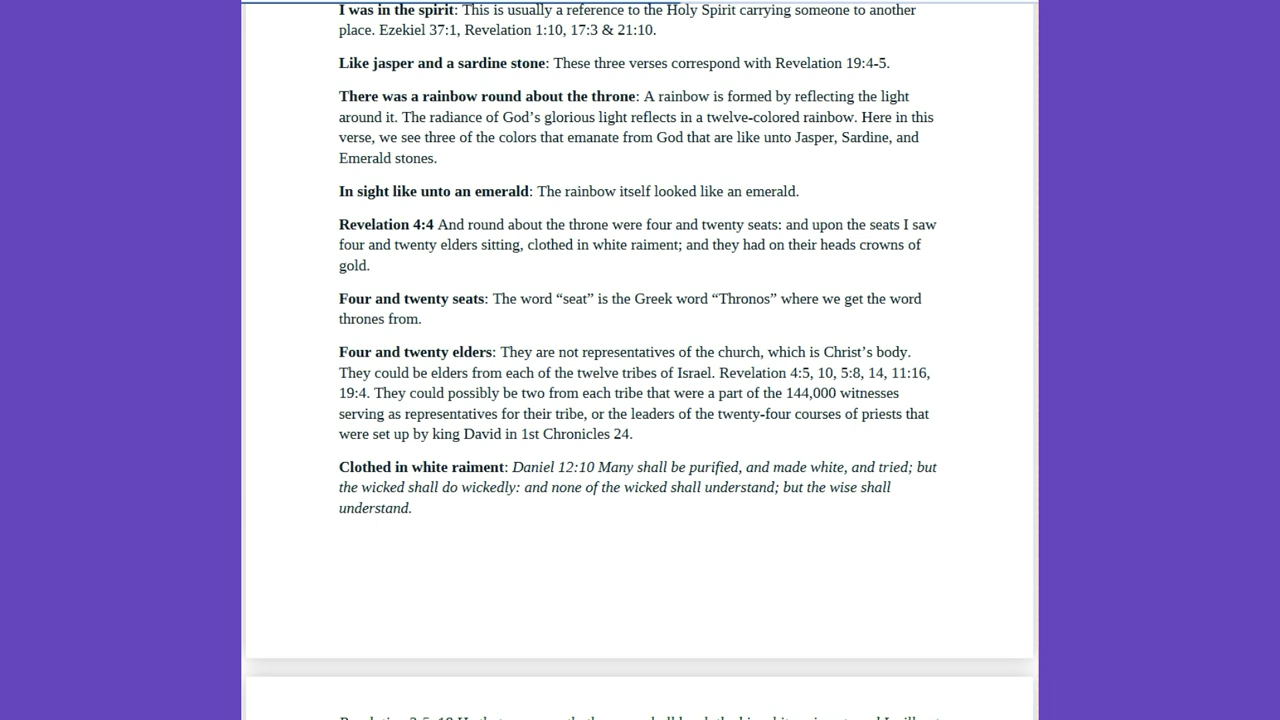 I was in the spirit: This is usually a reference to the Holy Spirit carrying someone to another
place. Ezekiel 37:1, Revelation 1:10, 17:3 & 21:10.
Like jasper and a sardine stone: These three verses correspond with Revelation 19:4-5.
There was a rainbow round about the throne: A rainbow is formed by reflecting the light
around it. The radiance of God’s glorious light reflects in a twelve-colored rainbow. Here in this
verse, we see three of the colors that emanate from God that are like unto Jasper, Sardine, and
Emerald stones.
In sight like unto an emerald: The rainbow itself looked like an emerald.
Revelation 4:4 And round about the throne were four and twenty seats: and upon the seats I saw
four and twenty elders sitting, clothed in white raiment; and they had on their heads crowns of
gold.
Four and twenty seats: The word “seat” is the Greek word “Thronos” where we get the word
thrones from.
Four and twenty elders: They are not representatives of the church, which is Christ’s body.
They could be elders from each of the twelve tribes of Israel. Revelation 4:5, 10, 5:8, 14, 11:16,
19:4. They could possibly be two from each tribe that were a part of the 144,000 witnesses
serving as representatives for their tribe, or the leaders of the twenty-four courses of priests that
were set up by king David in 1st Chronicles 24.
Clothed in white raiment: Daniel 12:10 Many shall be purified, and made white, and tried; but
the wicked shall do wickedly: and none of the wicked shall understand; but the wise shall
understand.